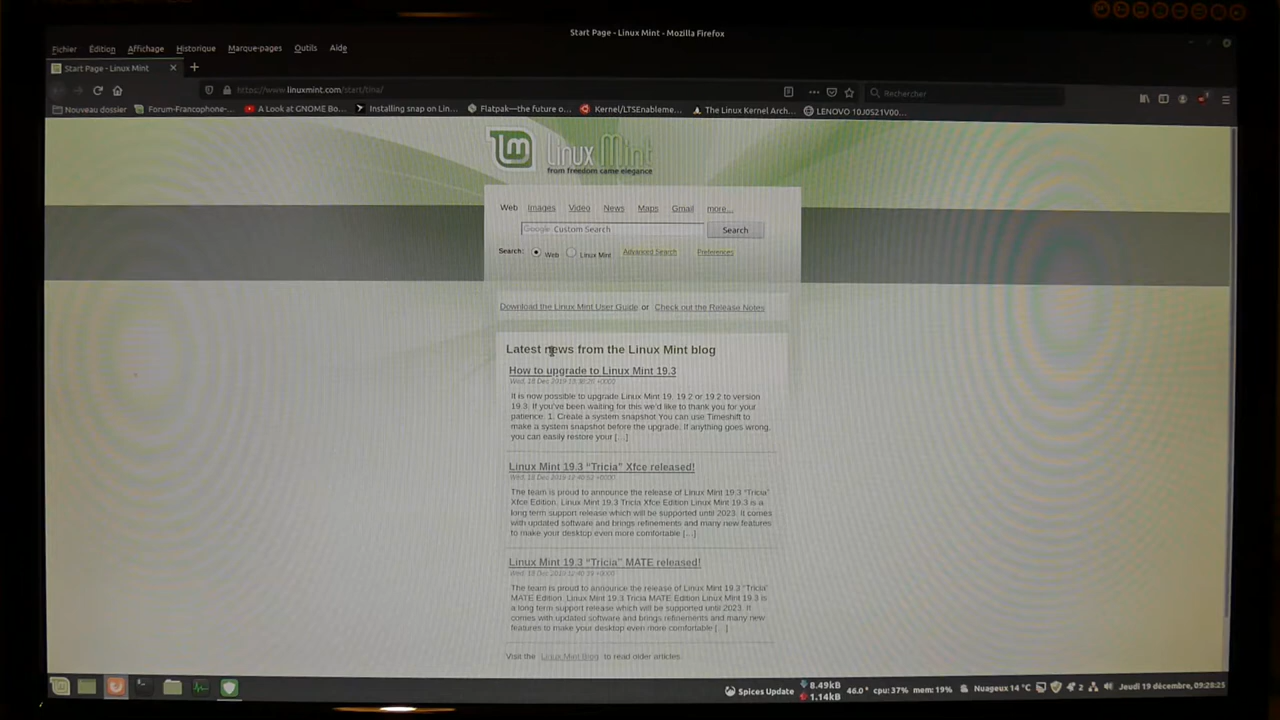 Start Page - Linux Mint - Mozilla Firefox
Fichier Édition Affichage Historique Marque-pages Outils Aide
Start Page - Linux Mint × +
https://www.linuxmint.com/start/tina/ Rechercher
Nouveau dossier Forum-Francophone-... A Look at GNOME Bo... Installing snap on Lin... Flatpak—the future o... Kernel/LTSEnableme... The Linux Kernel Arch... LENOVO 10J0S21V00...
Linux Mint
from freedom came elegance
Web Images Video News Maps Gmail more...
Google Custom Search Search
Search: Web Linux Mint Advanced Search Preferences
Download the Linux Mint User Guide or Check out the Release Notes
Latest news from the Linux Mint blog
How to upgrade to Linux Mint 19.3
Wed, 18 Dec 2019
It is now possible to upgrade Linux Mint 19, 19.2 or 19.2 to version
19.3. If you've been waiting for this we'd like to thank you for your
patience. 1. Create a system snapshot You can use Timeshift to
make a system snapshot before the upgrade. If anything goes wrong,
you can easily restore your [...]
Linux Mint 19.3 “Tricia” Xfce released!
Wed, 18 Dec 2019
The team is proud to announce the release of Linux Mint 19.3 “Tricia”
Xfce Edition. Linux Mint 19.3 Tricia Xfce Edition Linux Mint 19.3 is a
long term support release which will be supported until 2023. It comes
with updated software and brings refinements and many new features
to make your desktop even more comfortable [...]
Linux Mint 19.3 “Tricia” MATE released!
Wed, 18 Dec 2019
The team is proud to announce the release of Linux Mint 19.3 “Tricia”
MATE Edition. Linux Mint 19.3 Tricia MATE Edition Linux Mint 19.3 is
a long term support release which will be supported until 2023. It
comes with updated software and brings refinements and many new
features to make your desktop even more comfortable [...]
Visit the Linux Mint Blog to read older articles.
Spices Update 8.49kB 1.14kB 46.0° cpu: 37% mem: 19% Nuageux 14 °C 2 Jeudi 19 décembre, 09:28:25